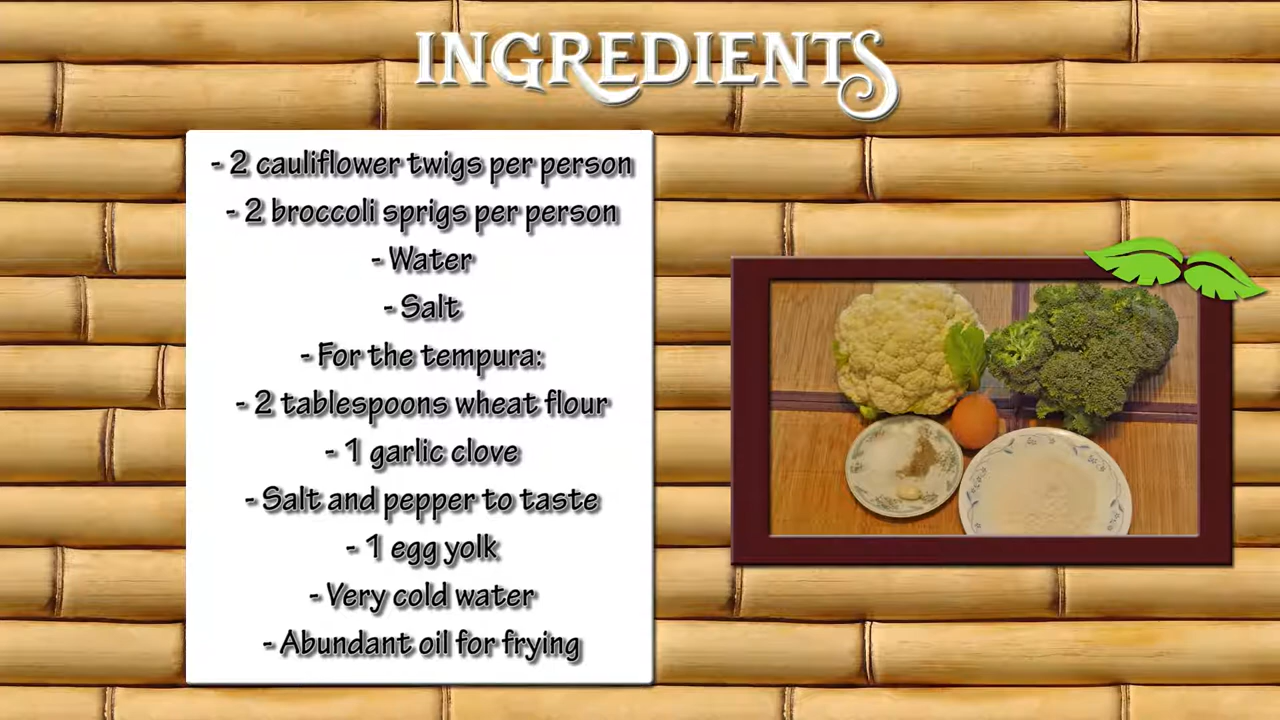 INGREDIENTS
- 2 cauliflower twigs per person
- 2 broccoli sprigs per person
- Water
- Salt
- For the tempura:
- 2 tablespoons wheat flour
- 1 garlic clove
- Salt and pepper to taste
- 1 egg yolk
- Very cold water
- Abundant oil for frying